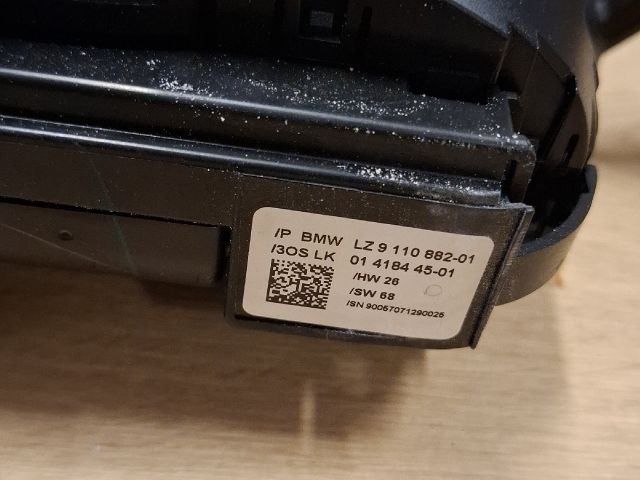 /P BMW LZ 9 110 882-01
/3OS LK 01 4184 45-01
/HW 26
/SW 68
/SN 90057071290025